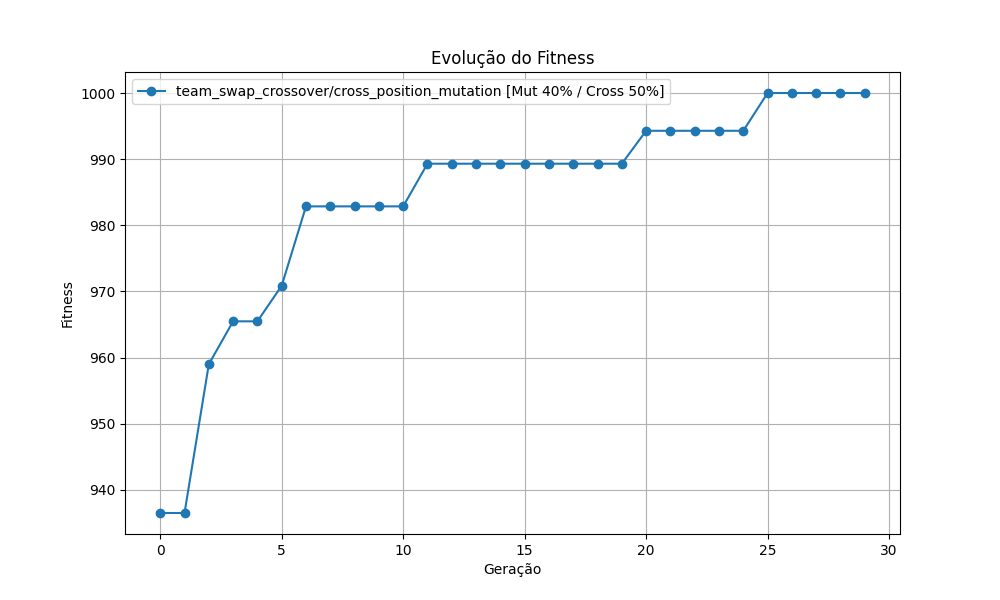 Evolução do Fitness
team_swap_crossover/cross_position_mutation [Mut 40% / Cross 50%]
Fitness
1000
990
980
970
960
950
940
0 5 10 15 20 25 30
Geração